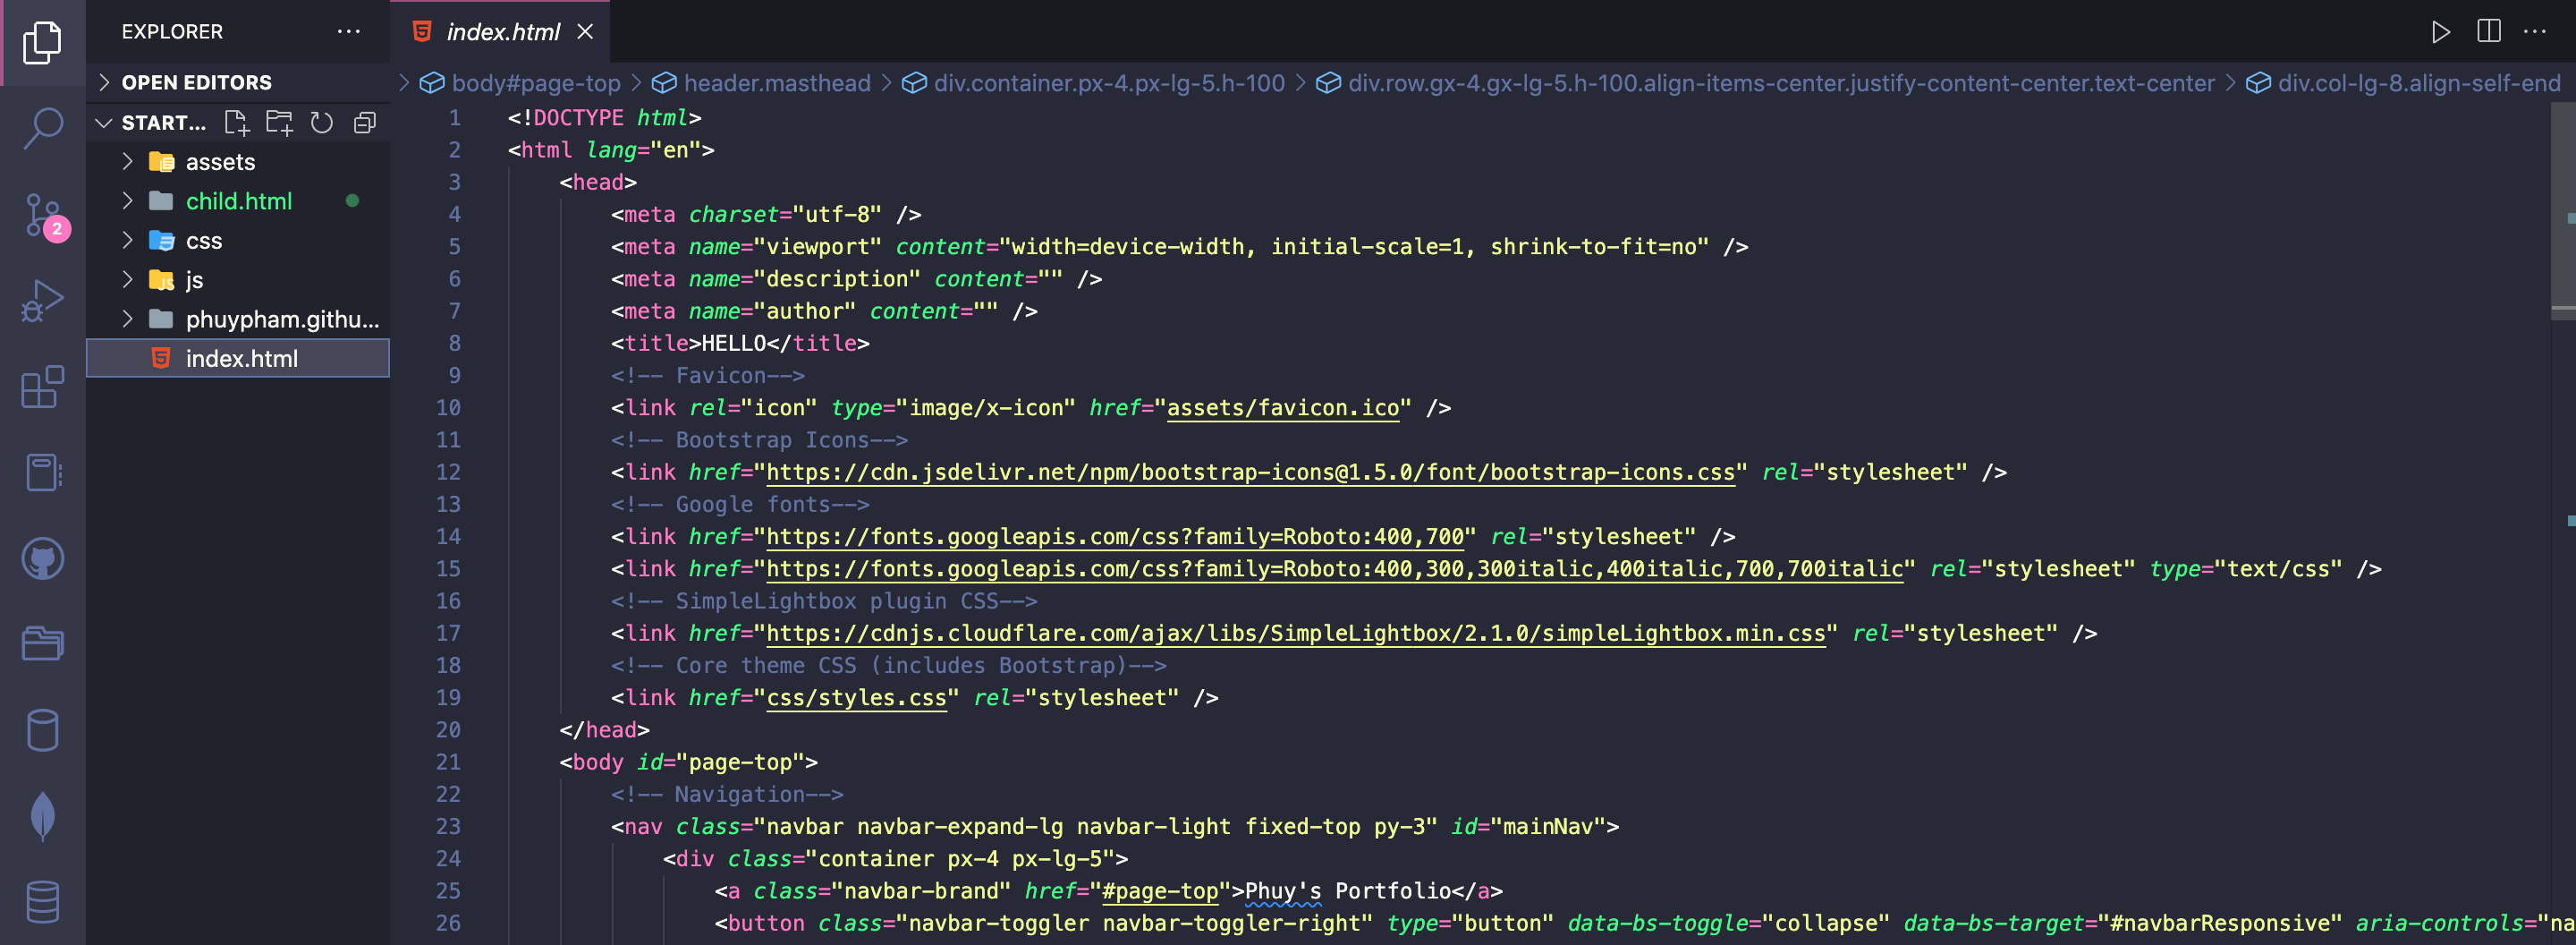 EXPLORER
index.html
OPEN EDITORS
START...
assets
child.html
css
js
phuypham.githu...
index.html
2
body#page-top
header.masthead
div.container.px-4.px-lg-5.h-100
div.row.gx-4.gx-lg-5.h-100.align-items-center.justify-content-center.text-center
div.col-lg-8.align-self-end
1 <!DOCTYPE html>
2 <html lang="en">
3 <head>
4 <meta charset="utf-8" />
5 <meta name="viewport" content="width=device-width, initial-scale=1, shrink-to-fit=no" />
6 <meta name="description" content="" />
7 <meta name="author" content="" />
8 <title>HELLO</title>
9 <!-- Favicon-->
10 <link rel="icon" type="image/x-icon" href="assets/favicon.ico" />
11 <!-- Bootstrap Icons-->
12 <link href="https://cdn.jsdelivr.net/npm/bootstrap-icons@1.5.0/font/bootstrap-icons.css" rel="stylesheet" />
13 <!-- Google fonts-->
14 <link href="https://fonts.googleapis.com/css?family=Roboto:400,700" rel="stylesheet" />
15 <link href="https://fonts.googleapis.com/css?family=Roboto:400,300,300italic,400italic,700,700italic" rel="stylesheet" type="text/css" />
16 <!-- SimpleLightbox plugin CSS-->
17 <link href="https://cdnjs.cloudflare.com/ajax/libs/SimpleLightbox/2.1.0/simpleLightbox.min.css" rel="stylesheet" />
18 <!-- Core theme CSS (includes Bootstrap)-->
19 <link href="css/styles.css" rel="stylesheet" />
20 </head>
21 <body id="page-top">
22 <!-- Navigation-->
23 <nav class="navbar navbar-expand-lg navbar-light fixed-top py-3" id="mainNav">
24 <div class="container px-4 px-lg-5">
25 <a class="navbar-brand" href="#page-top">Phuy's Portfolio</a>
26 <button class="navbar-toggler navbar-toggler-right" type="button" data-bs-toggle="collapse" data-bs-target="#navbarResponsive" aria-controls="na